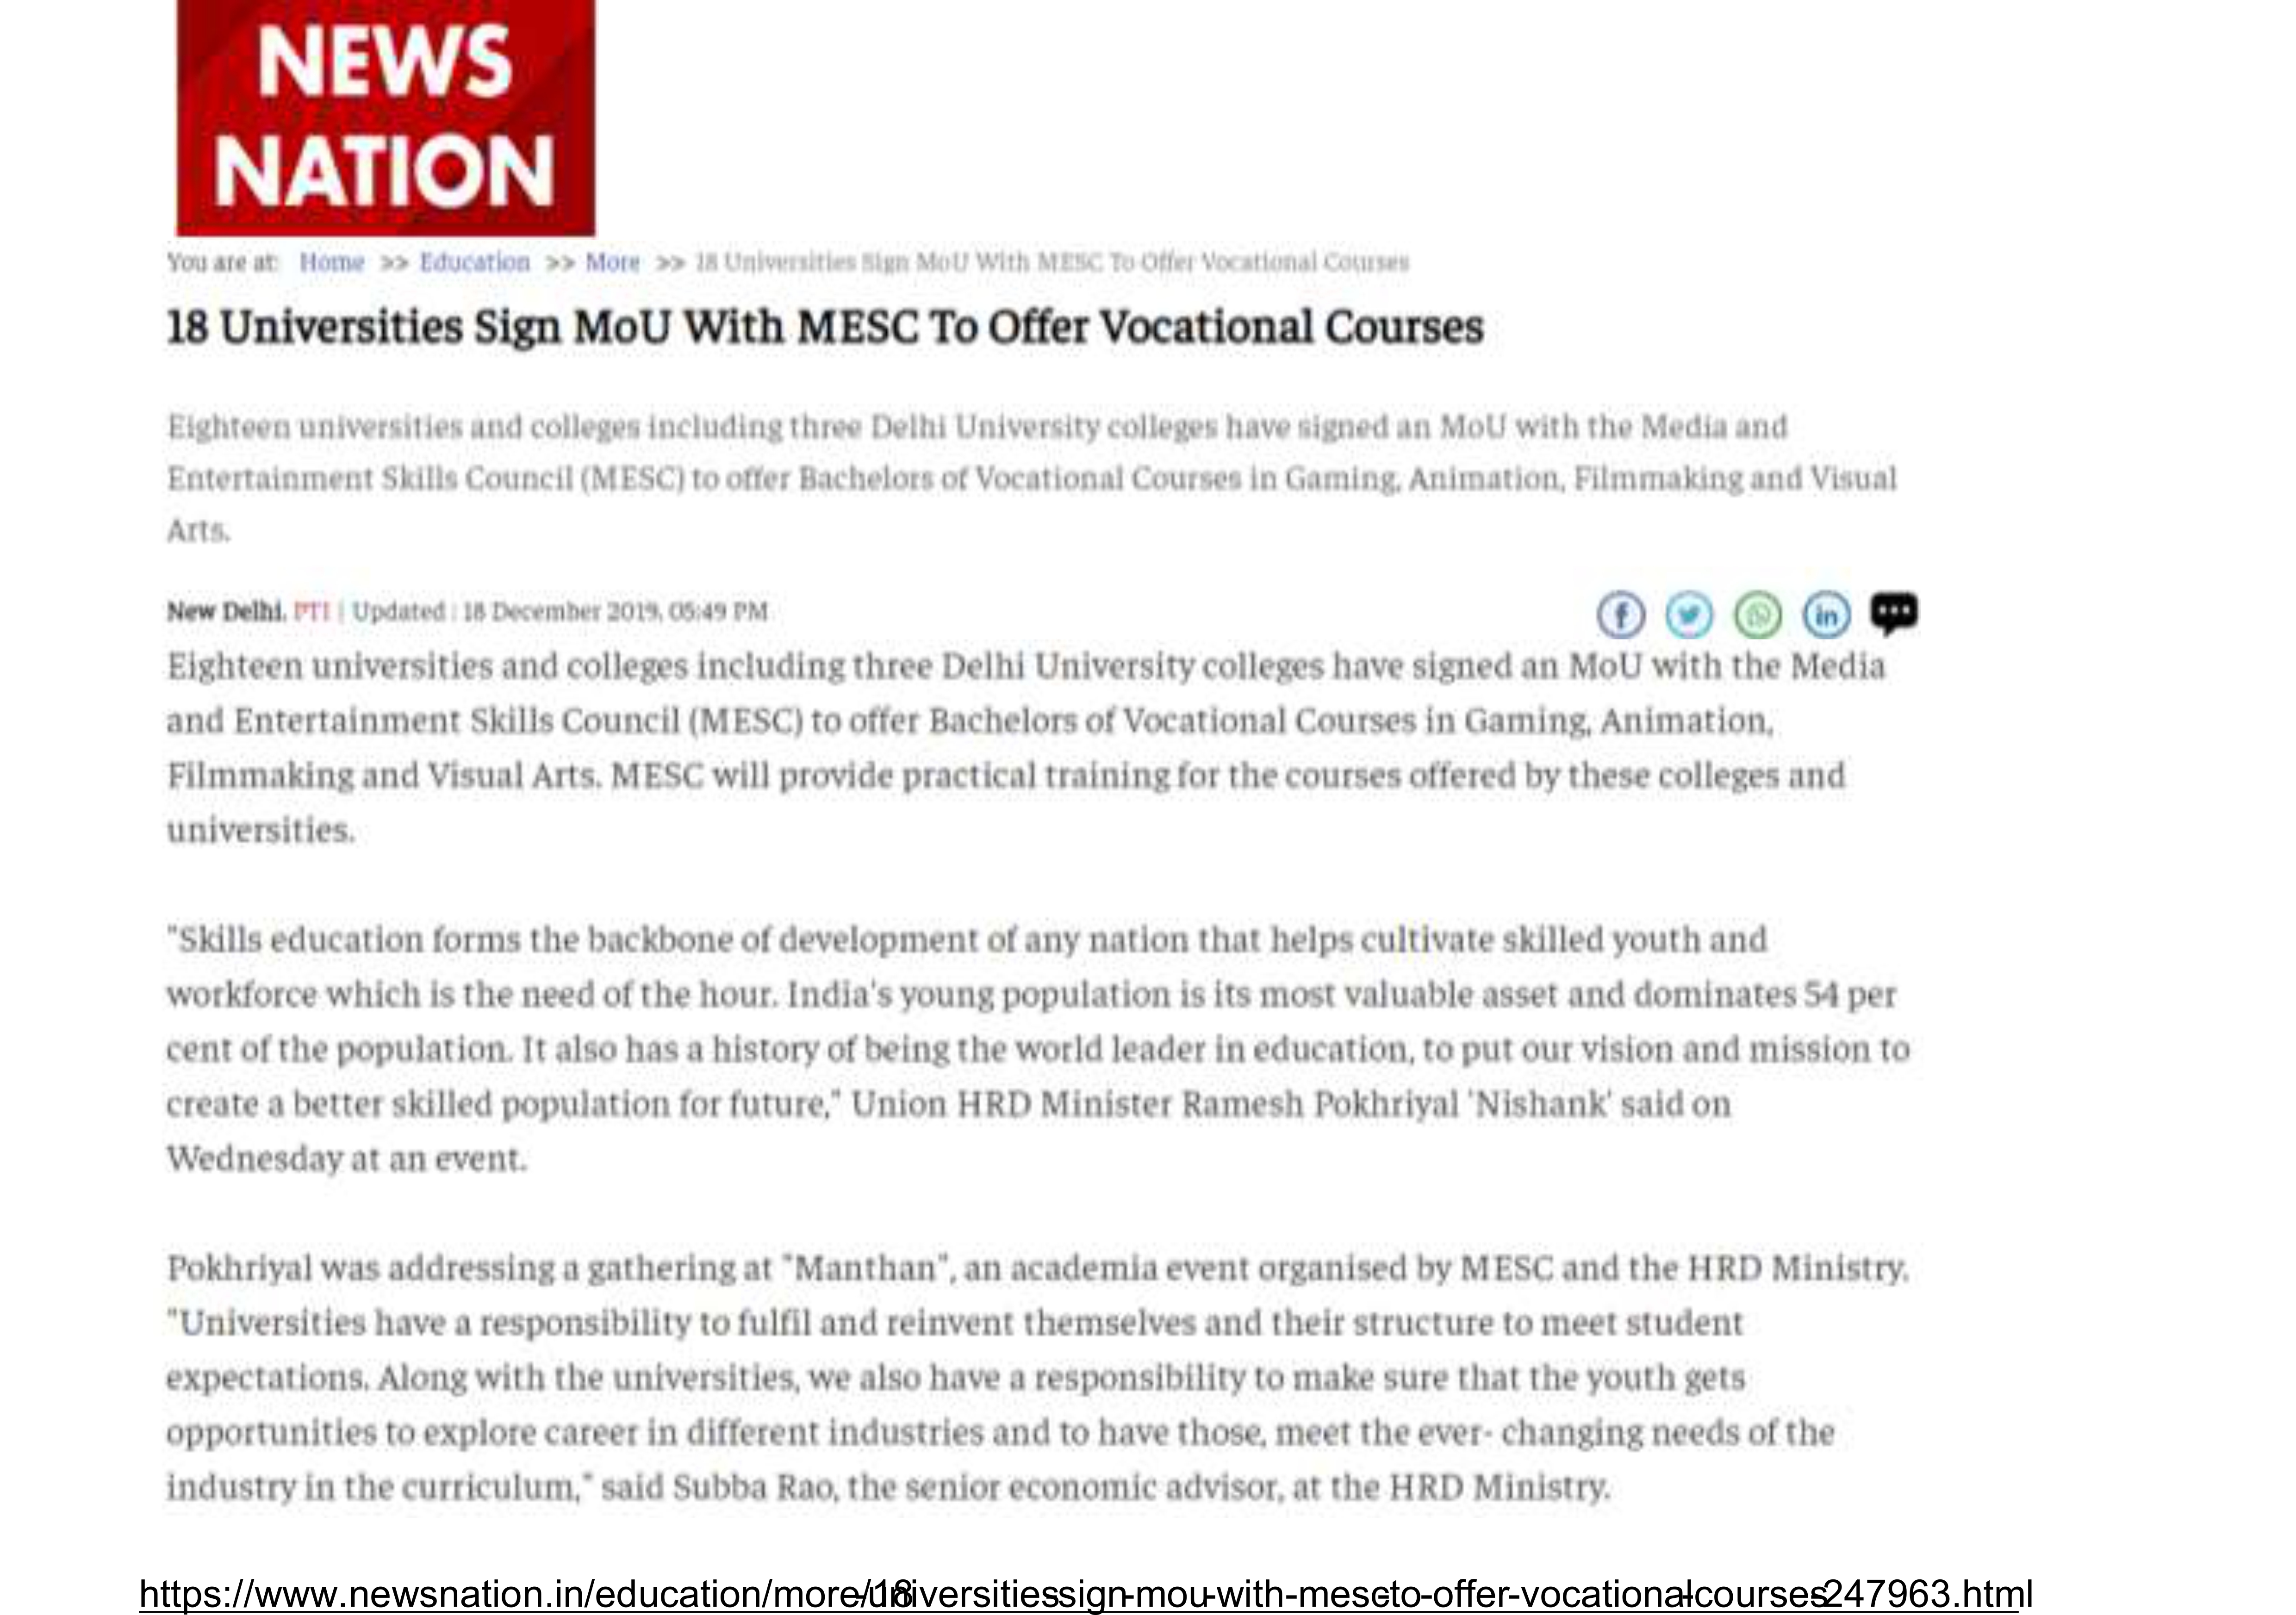 NEWS
NATION
You are at: Home >> Education >> More >> 18 Universities Sign MoU With MESC To Offer Vocational Courses
18 Universities Sign MoU With MESC To Offer Vocational Courses
Eighteen universities and colleges including three Delhi University colleges have signed an MoU with the Media and
Entertainment Skills Council (MESC) to offer Bachelors of Vocational Courses in Gaming, Animation, Filmmaking and Visual
Arts.
New Delhi, PTI | Updated : 18 December 2019, 05:49 PM
Eighteen universities and colleges including three Delhi University colleges have signed an MoU with the Media
and Entertainment Skills Council (MESC) to offer Bachelors of Vocational Courses in Gaming, Animation,
Filmmaking and Visual Arts. MESC will provide practical training for the courses offered by these colleges and
universities.
"Skills education forms the backbone of development of any nation that helps cultivate skilled youth and
workforce which is the need of the hour. India's young population is its most valuable asset and dominates 54 per
cent of the population. It also has a history of being the world leader in education, to put our vision and mission to
create a better skilled population for future," Union HRD Minister Ramesh Pokhriyal 'Nishank' said on
Wednesday at an event.
Pokhriyal was addressing a gathering at "Manthan", an academia event organised by MESC and the HRD Ministry.
"Universities have a responsibility to fulfil and reinvent themselves and their structure to meet student
expectations. Along with the universities, we also have a responsibility to make sure that the youth gets
opportunities to explore career in different industries and to have those, meet the ever- changing needs of the
industry in the curriculum," said Subba Rao, the senior economic advisor, at the HRD Ministry.
https://www.newsnation.in/education/more/18-universities-sign-mou-with-mesc-to-offer-vocational-courses-247963.html